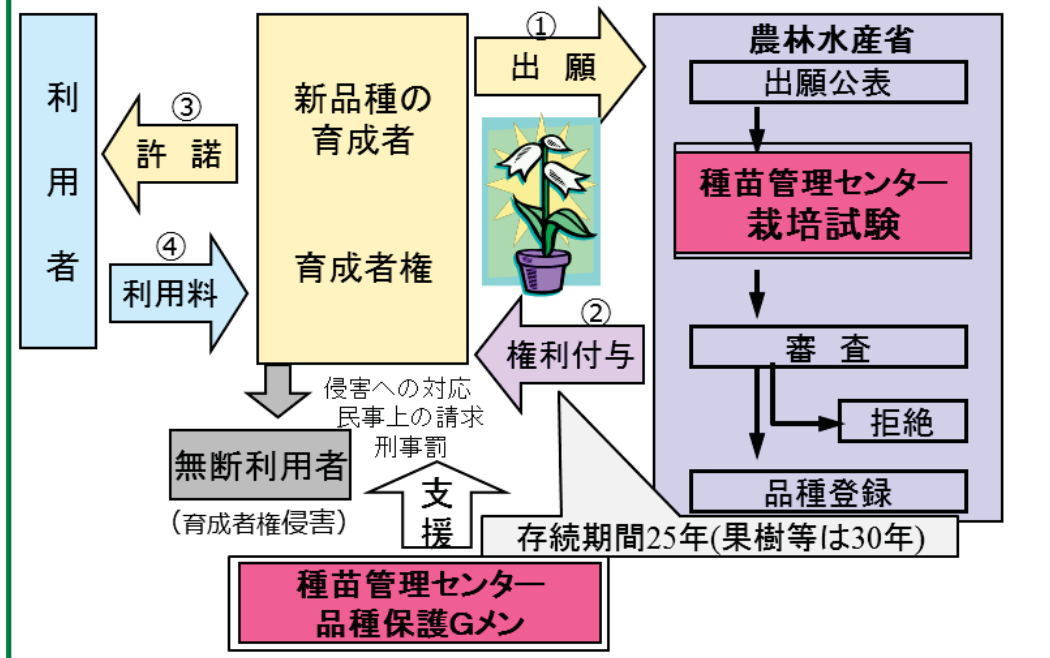 利用者
③
許 諾
④
利用料
新品種の
育成者
育成者権
①
出 願
②
権利付与
農林水産省
出願公表
種苗管理センター
栽培試験
審 査
拒絶
品種登録
侵害への対応
民事上の請求
刑事罰
無断利用者
(育成者権侵害)
支援
存続期間25年(果樹等は30年)
種苗管理センター
品種保護Gメン